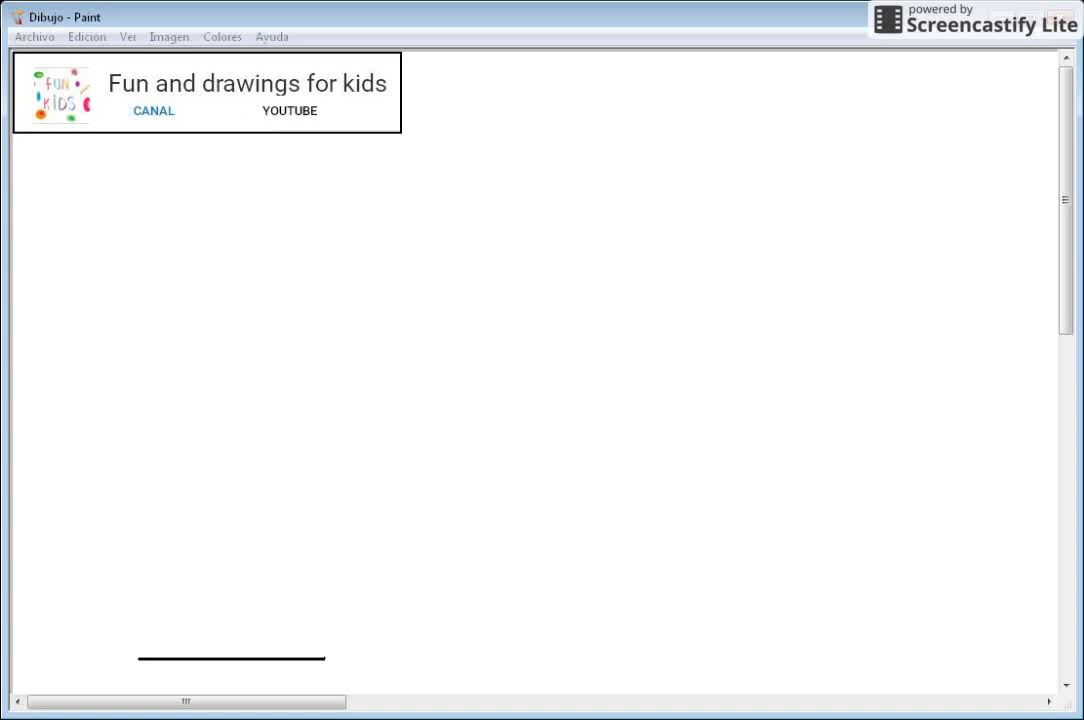 Dibujo - Paint
powered by
Screencastify Lite
Archivo Edición Ver Imagen Colores Ayuda
FUN
KIDS
Fun and drawings for kids
CANAL YOUTUBE